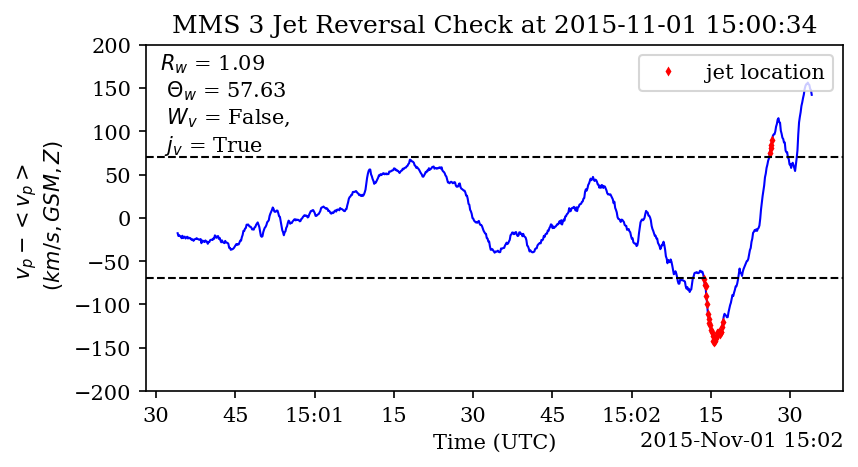 MMS 3 Jet Reversal Check at 2015-11-01 15:00:34
R_w = 1.09
Θ_w = 57.63
W_v = False,
j_v = True
jet location
200
150
100
50
0
−50
−100
−150
−200
v_p − < v_p >
(km/s, GSM, Z)
30 45 15:01 15 30 45 15:02 15 30
Time (UTC)
2015-Nov-01 15:02